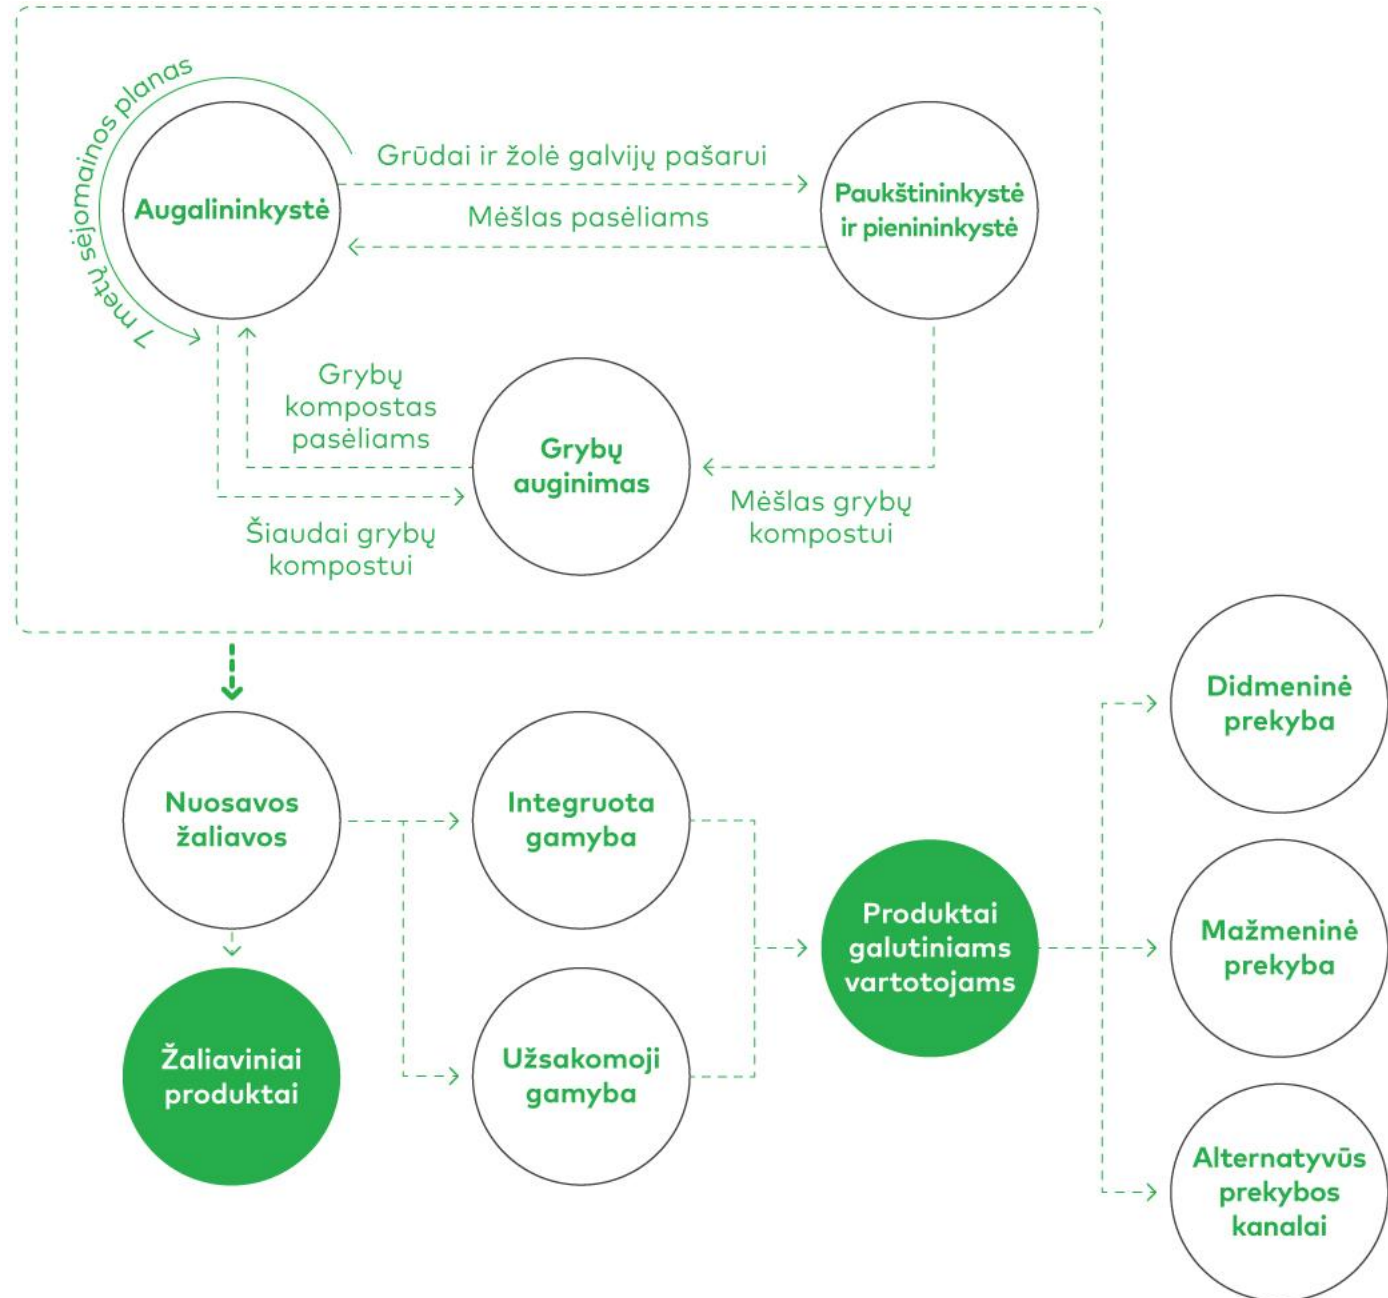 7 metų sėjomainos planas
Augalininkystė
Grūdai ir žolė galvijų pašarui
Mėšlas pasėliams
Paukštininkystė
ir pienininkystė
Grybų
kompostas
pasėliams
Grybų
auginimas
Šiaudai grybų
kompostui
Mėšlas grybų
kompostui
Nuosavos
žaliavos
Integruota
gamyba
Žaliaviniai
produktai
Užsakomoji
gamyba
Produktai
galutiniams
vartotojams
Didmeninė
prekyba
Mažmeninė
prekyba
Alternatyvūs
prekybos
kanalai